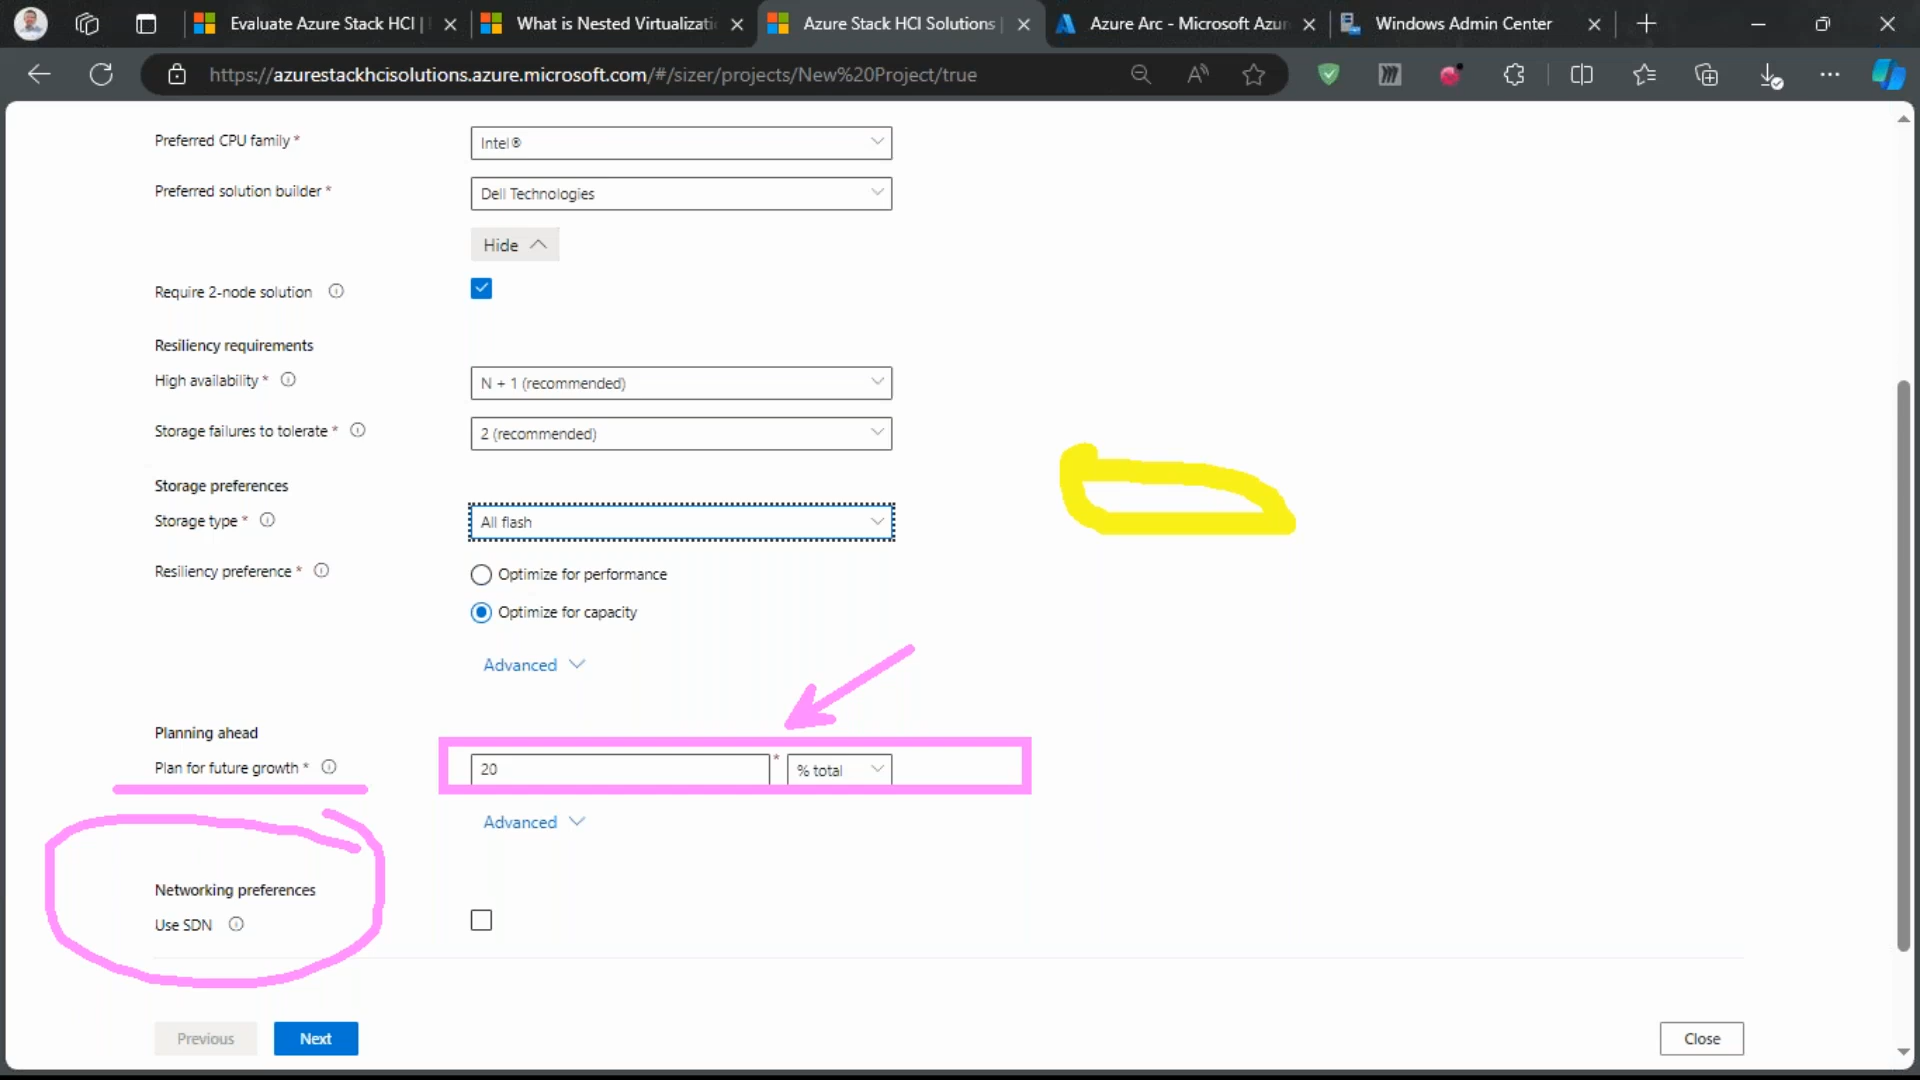 Evaluate Azure Stack HCI |
What is Nested Virtualizati
Azure Stack HCI Solutions |
Azure Arc - Microsoft Azur
Windows Admin Center
https://azurestackhcisolutions.azure.microsoft.com/#/sizer/projects/New%20Project/true
Preferred CPU family *
Intel®
Preferred solution builder *
Dell Technologies
Hide
Require 2-node solution
Resiliency requirements
High availability *
N + 1 (recommended)
Storage failures to tolerate *
2 (recommended)
Storage preferences
Storage type *
All flash
Resiliency preference *
Optimize for performance
Optimize for capacity
Advanced
Planning ahead
Plan for future growth *
20 *
% total
Advanced
Networking preferences
Use SDN
Previous
Next
Close